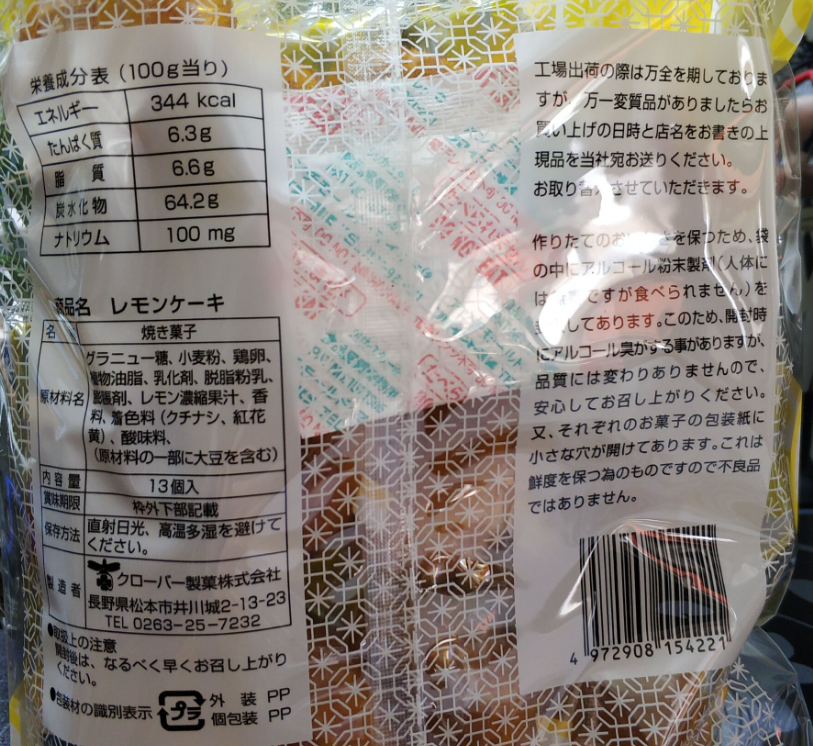 栄養成分表(100g当り)
エネルギー 344 kcal
たんぱく質 6.3g
脂 質 6.6g
炭水化物 64.2g
ナトリウム 100 mg
品名 レモンケーキ
名 焼き菓子
原材料名 グラニュー糖、小麦粉、鶏卵、
植物油脂、乳化剤、脱脂粉乳、
膨脹剤、レモン濃縮果汁、香
料、着色料(クチナシ、紅花
黄)、酸味料、
(原材料の一部に大豆を含む)
内容量 13個入
賞味期限 枠外下部記載
保存方法 直射日光、高温多湿を避けて
ください。
製造者 クローバー製菓株式会社
長野県松本市井川城2-13-23
TEL 0263-25-7232
●取扱上の注意
開封後は、なるべく早くお召し上がり
ください。
●包装材の識別表示 プラ 外 装 PP
個包装 PP
工場出荷の際は万全を期しておりま
すが、万一変質品がありましたらお
買い上げの日時と店名をお書きの上
現品を当社宛お送りください。
お取り替えさせていただきます。
作りたてのお を保つため、袋
の中にアルコール粉末製剤(人体に
は ですが食べられません)を
してあります。このため、開封時
にアルコール臭がする事がありますが、
品質には変わりありませんので、
安心してお召し上がりください。
又、それぞれのお菓子の包装紙に
小さな穴が開けてあります。これは
鮮度を保つ為のものですので不良品
ではありません。
4 972908 154221